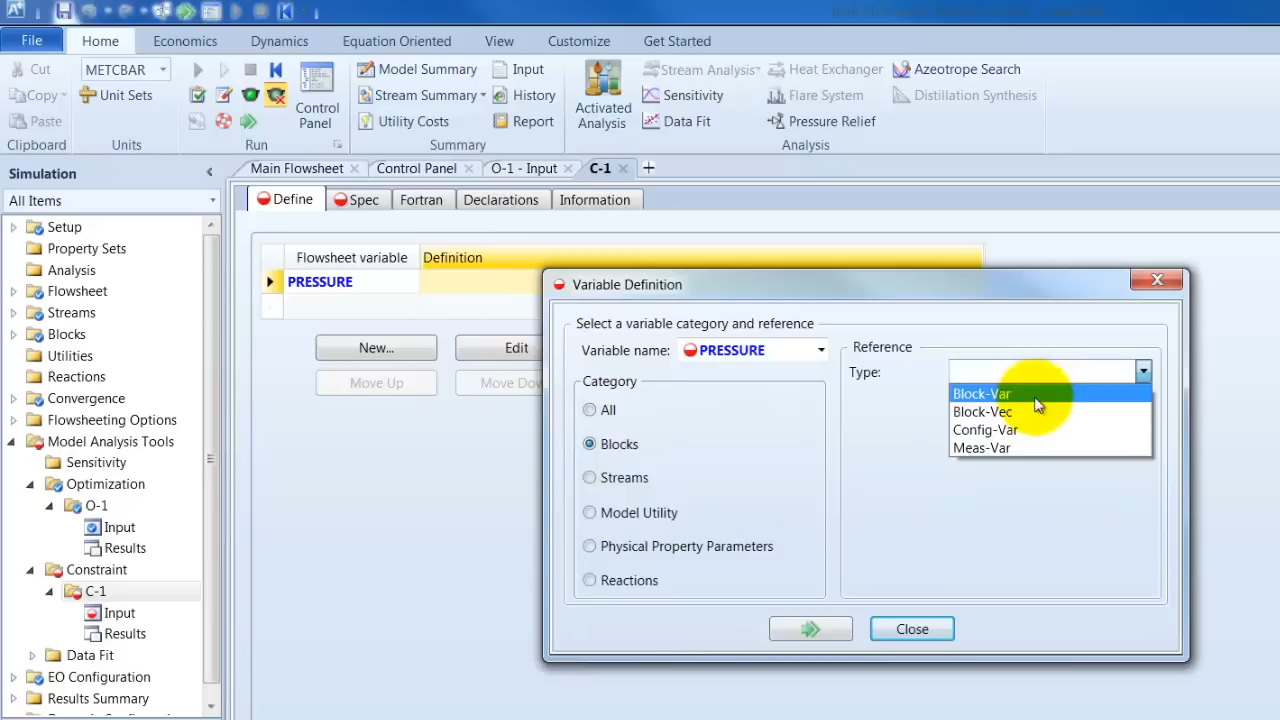 File Home Economics Dynamics Equation Oriented View Customize Get Started
Cut METCBAR Model Summary Input Stream Analysis Heat Exchanger Azeotrope Search
Copy Unit Sets Stream Summary History Sensitivity Flare System Distillation Synthesis
Paste Control Panel Utility Costs Report Activated Analysis Data Fit Pressure Relief
Clipboard Units Run Summary Analysis
Simulation Main Flowsheet Control Panel O-1 - Input C-1
All Items Define Spec Fortran Declarations Information
Setup
Property Sets
Analysis
Flowsheet
Streams
Blocks
Utilities
Reactions
Convergence
Flowsheeting Options
Model Analysis Tools
Sensitivity
Optimization
O-1
Input
Results
Constraint
C-1
Input
Results
Data Fit
EO Configuration
Results Summary
Flowsheet variable Definition
PRESSURE
New... Edit
Move Up Move Dow
Variable Definition
Select a variable category and reference
Variable name: PRESSURE
Category
All
Blocks
Streams
Model Utility
Physical Property Parameters
Reactions
Reference
Type:
Block-Var
Block-Vec
Config-Var
Meas-Var
Close